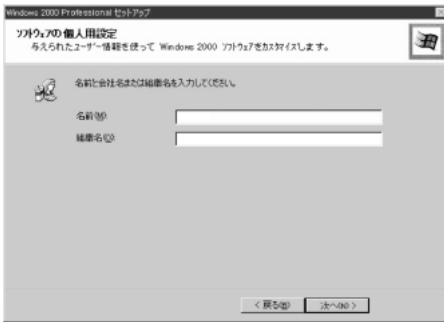 Windows 2000 Professional セットアップ
ソフトウェアの個人用設定
与えられたユーザー情報を使って Windows 2000 ソフトウェアをカスタマイズします。
名前と会社名または組織名を入力してください。
名前(M):
組織名(O):
< 戻る(B)
次へ(N) >